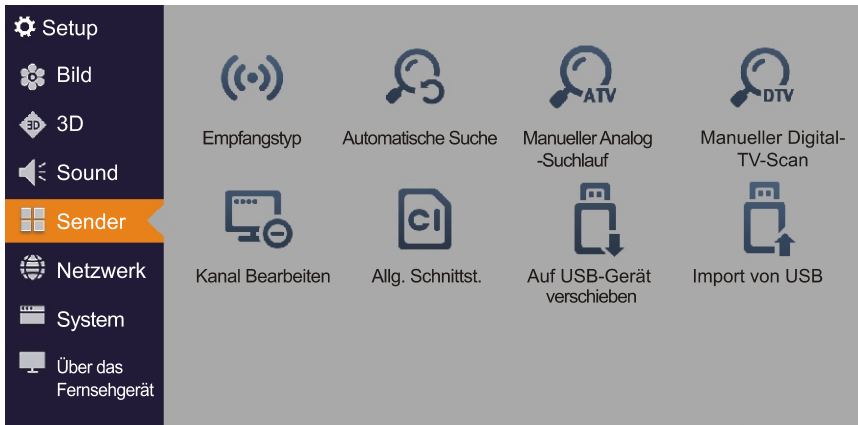 Setup
Bild
3D
3D
Sound
Sender
Netzwerk
System
Über das
Fernsehgerät
ATV
DTV
Empfangstyp
Automatische Suche
Manueller Analog
-Suchlauf
Manueller Digital-
TV-Scan
CI
Kanal Bearbeiten
Allg. Schnittst.
Auf USB-Gerät
verschieben
Import von USB